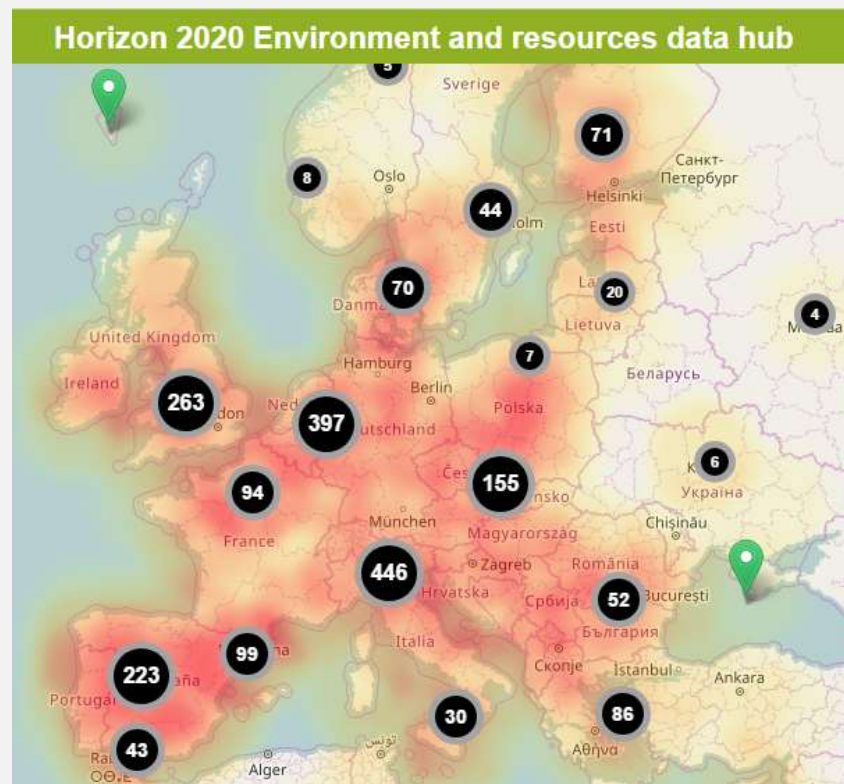 Horizon 2020 Environment and resources data hub
5
Sverige
71
Санкт-
Петербург
8
Oslo
Helsinki
44
Eesti
70
20
4
Lietuva
United Kingdom
7
Hamburg
Беларусь
Ireland
Berlin
263
Polska
397
155
6
94
Україна
München
Chișinău
France
Magyarország
446
Zagreb
România
Hrvatska
Србија
52
București
България
Italia
99
Скопје
İstanbul
223
Ankara
Portugal
30
86
Αθήνα
43
تونس
Alger